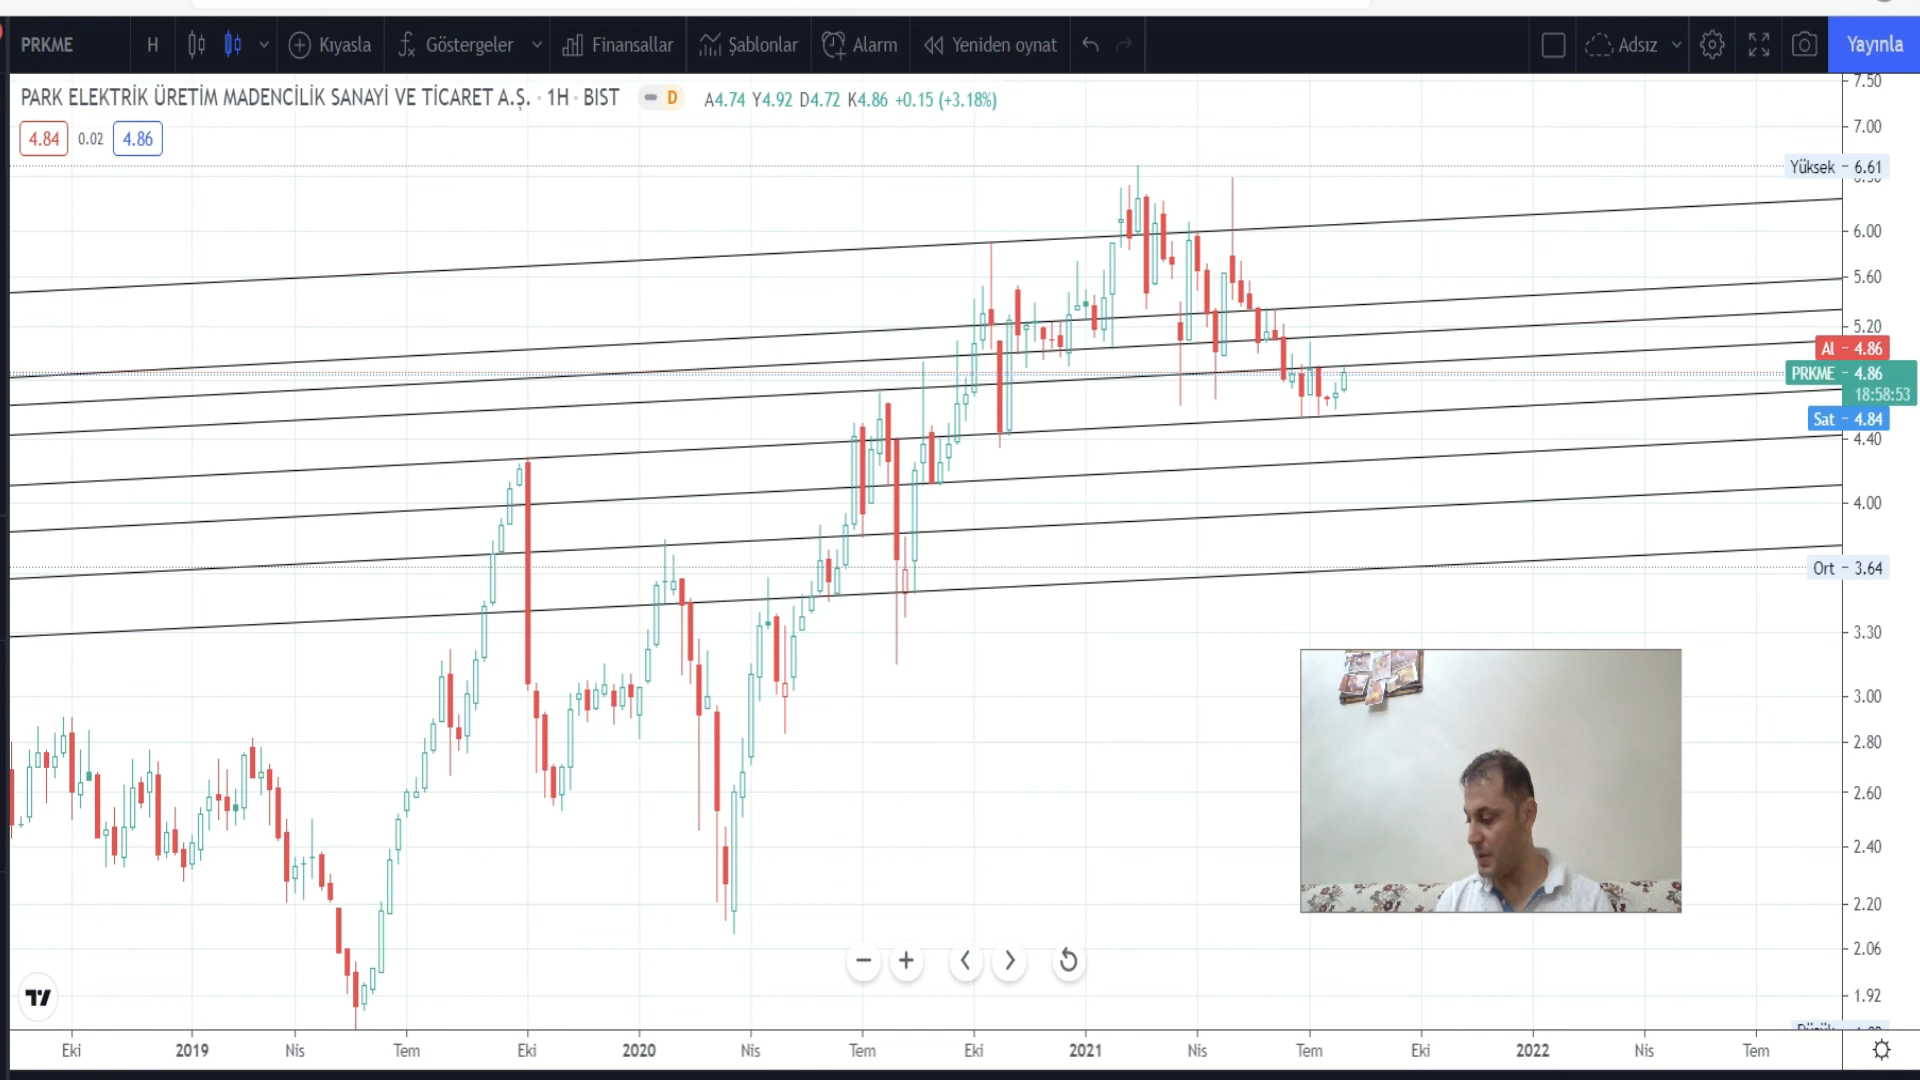 PRKME H Kıyasla Göstergeler Finansallar Şablonlar Alarm Yeniden oynat Adsız Yayınla
PARK ELEKTRİK ÜRETİM MADENCİLİK SANAYİ VE TİCARET A.Ş. · 1H · BIST D A4.74 Y4.92 D4.72 K4.86 +0.15 (+3.18%)
4.84 0.02 4.86
7.50
7.00
Yüksek 6.61
6.00
5.60
5.20
Al 4.86
PRKME 4.86
18:58:53
Sat 4.84
4.40
4.00
Ort 3.64
3.30
3.00
2.80
2.60
2.40
2.20
2.06
1.92
Eki 2019 Nis Tem Eki 2020 Nis Tem Eki 2021 Nis Tem Eki 2022 Nis Tem